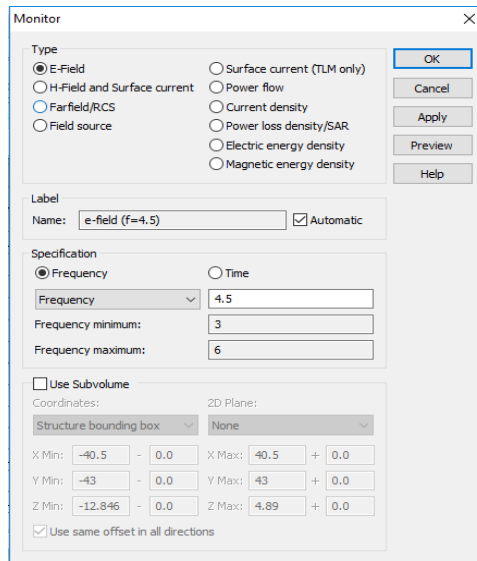 Monitor
Type
E-Field
Surface current (TLM only)
H-Field and Surface current
Power flow
Farfield/RCS
Current density
Field source
Power loss density/SAR
Electric energy density
Magnetic energy density
OK
Cancel
Apply
Preview
Help
Label
Name: e-field (f=4.5) Automatic
Specification
Frequency Time
Frequency 4.5
Frequency minimum: 3
Frequency maximum: 6
Use Subvolume
Coordinates: 2D Plane:
Structure bounding box None
X Min: -40.5 - 0.0 X Max: 40.5 + 0.0
Y Min: -43 - 0.0 Y Max: 43 + 0.0
Z Min: -12.846 - 0.0 Z Max: 4.89 + 0.0
Use same offset in all directions